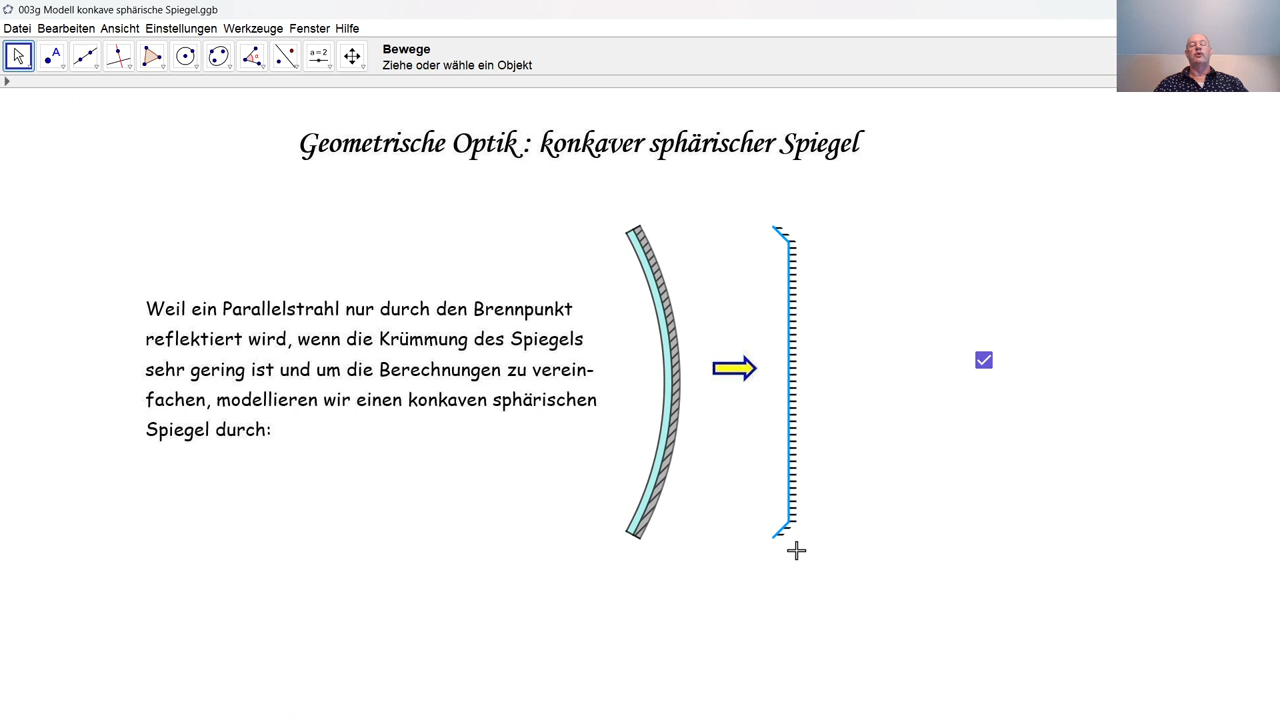 003g Modell konkave sphärische Spiegel.ggb
Datei Bearbeiten Ansicht Einstellungen Werkzeuge Fenster Hilfe
A
a=2
Bewege
Ziehe oder wähle ein Objekt
Geometrische Optik : konkaver sphärischer Spiegel
Weil ein Parallelstrahl nur durch den Brennpunkt
reflektiert wird, wenn die Krümmung des Spiegels
sehr gering ist und um die Berechnungen zu verein-
fachen, modellieren wir einen konkaven sphärischen
Spiegel durch: